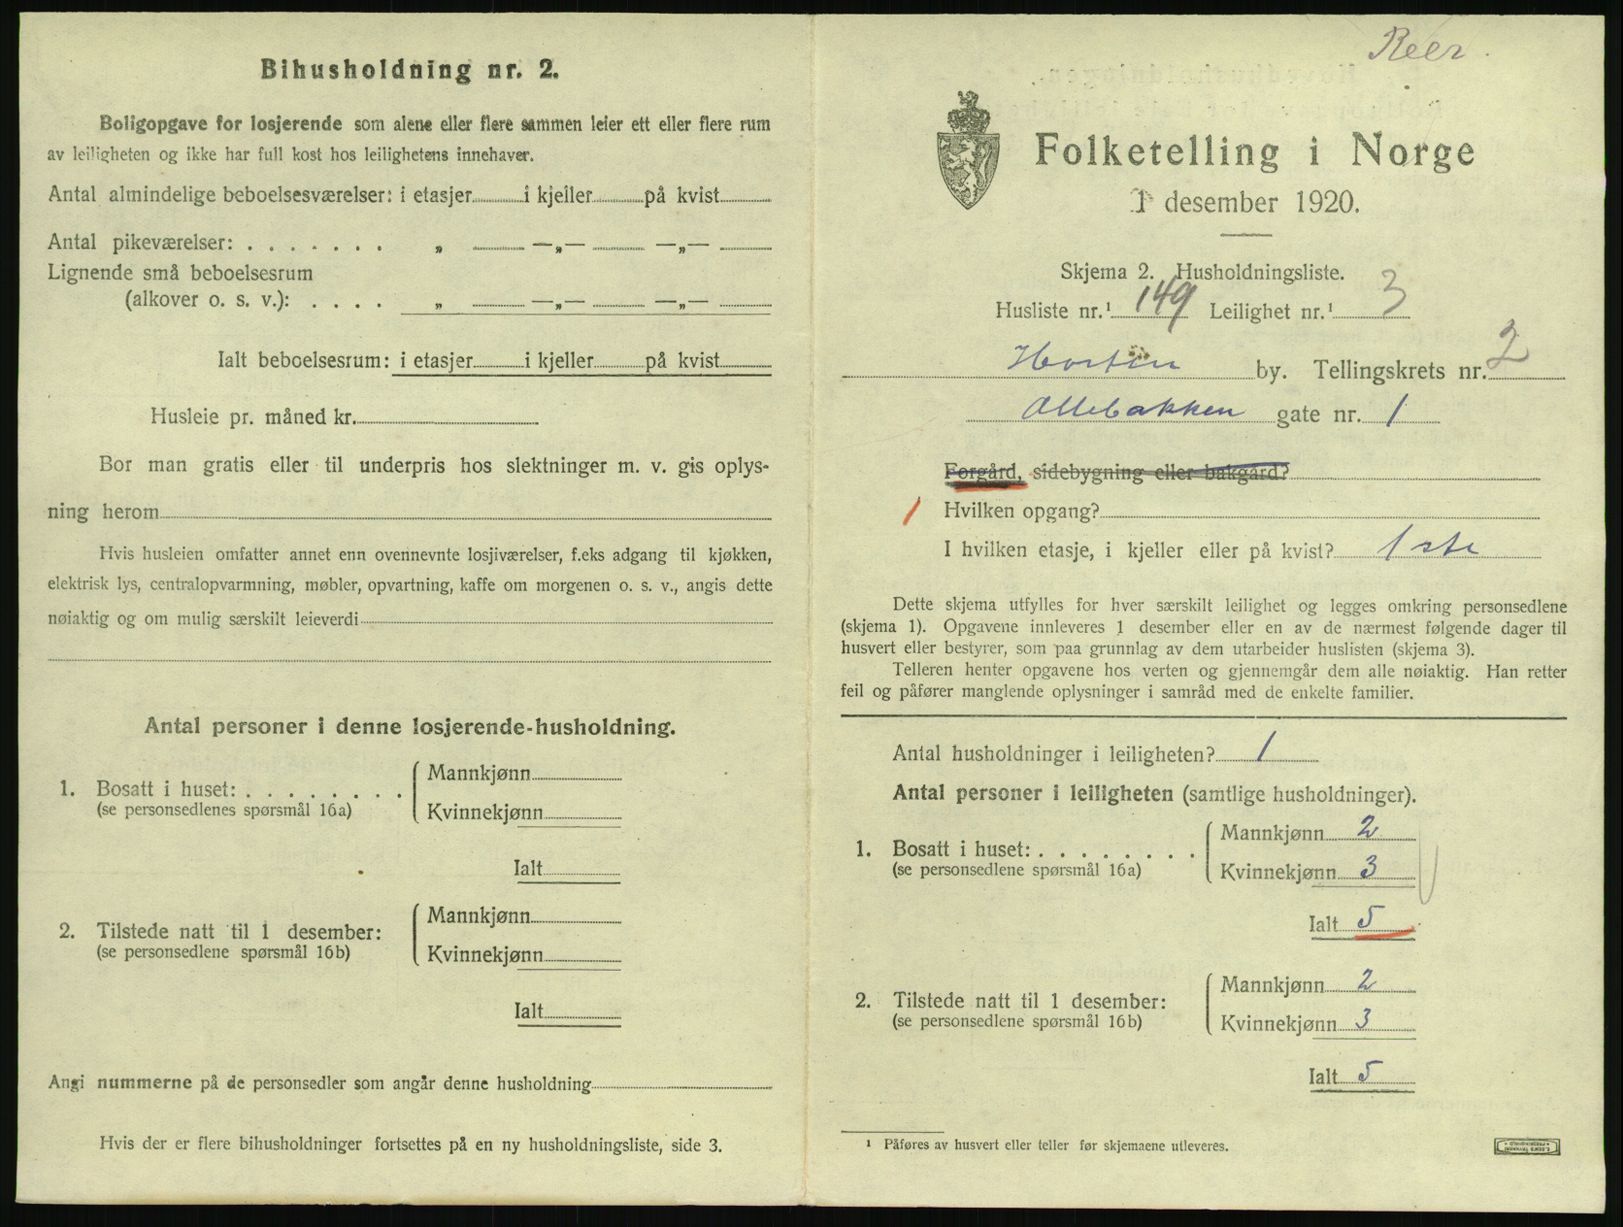 Bihusholdning nr. 2.
Boligopgave for losjerende som alene eller flere sammen leier ett eller flere rum
av leiligheten og ikke har full kost hos leilighetens innehaver.
Antal almindelige beboelsesværelser: i etasjer i kjeller på kvist
Antal pikeværelser: . . . . . . . „ —„— —„—
Lignende små beboelsesrum
(alkover o. s. v.): . . . . „ —„— —„—
Ialt beboelsesrum: i etasjer i kjeller på kvist
Husleie pr. måned kr.
Bor man gratis eller til underpris hos slektninger m. v. gis oplys-
ning herom
Hvis husleien omfatter annet enn ovennevnte losjiværelser, f.eks adgang til kjøkken,
elektrisk lys, centralopvarmning, møbler, opvartning, kaffe om morgenen o. s. v., angis dette
nøiaktig og om mulig særskilt leieverdi
Antal personer i denne losjerende-husholdning.
1. Bosatt i huset: . . . . . . . .
(se personsedlenes spørsmål 16a)
Mannkjønn
Kvinnekjønn
Ialt
2. Tilstede natt til 1 desember:
(se personsedlene spørsmål 16b)
Mannkjønn
Kvinnekjønn
Ialt
Angi nummerne på de personsedler som angår denne husholdning
Hvis der er flere bihusholdninger fortsettes på en ny husholdningsliste, side 3.
Reer.
Folketelling i Norge
1 desember 1920.
Skjema 2. Husholdningsliste.
Husliste nr.¹ 149 Leilighet nr.¹ 3
Horten by. Tellingskrets nr. 2
Ollebakken gate nr. 1
Forgård, sidebygning eller bakgård?
1 Hvilken opgang?
I hvilken etasje, i kjeller eller på kvist? 1ste
Dette skjema utfylles for hver særskilt leilighet og legges omkring personsedlene
(skjema 1). Opgavene innleveres 1 desember eller en av de nærmest følgende dager til
husvert eller bestyrer, som paa grunnlag av dem utarbeider huslisten (skjema 3).
Telleren henter opgavene hos verten og gjennemgår dem alle nøiaktig. Han retter
feil og påfører manglende oplysninger i samråd med de enkelte familier.
Antal husholdninger i leiligheten? 1
Antal personer i leiligheten (samtlige husholdninger).
1. Bosatt i huset: . . . . . . . .
(se personsedlene spørsmål 16a)
Mannkjønn 2
Kvinnekjønn 3
Ialt 5
2. Tilstede natt til 1 desember:
(se personsedlene spørsmål 16b)
Mannkjønn 2
Kvinnekjønn 3
Ialt 5
¹ Påføres av husvert eller teller før skjemaene utleveres.